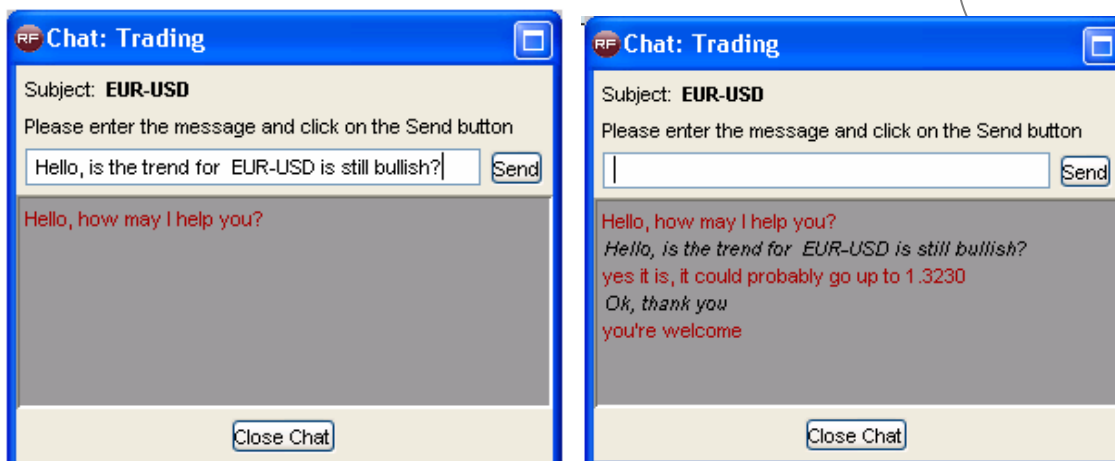 RF Chat: Trading
Subject: EUR-USD
Please enter the message and click on the Send button
Hello, is the trend for  EUR-USD is still bullish? Send
Hello, how may I help you?
Close Chat
RF Chat: Trading
Subject: EUR-USD
Please enter the message and click on the Send button
Send
Hello, how may I help you?
Hello, is the trend for  EUR-USD is still bullish?
yes it is, it could probably go up to 1.3230
Ok, thank you
you're welcome
Close Chat